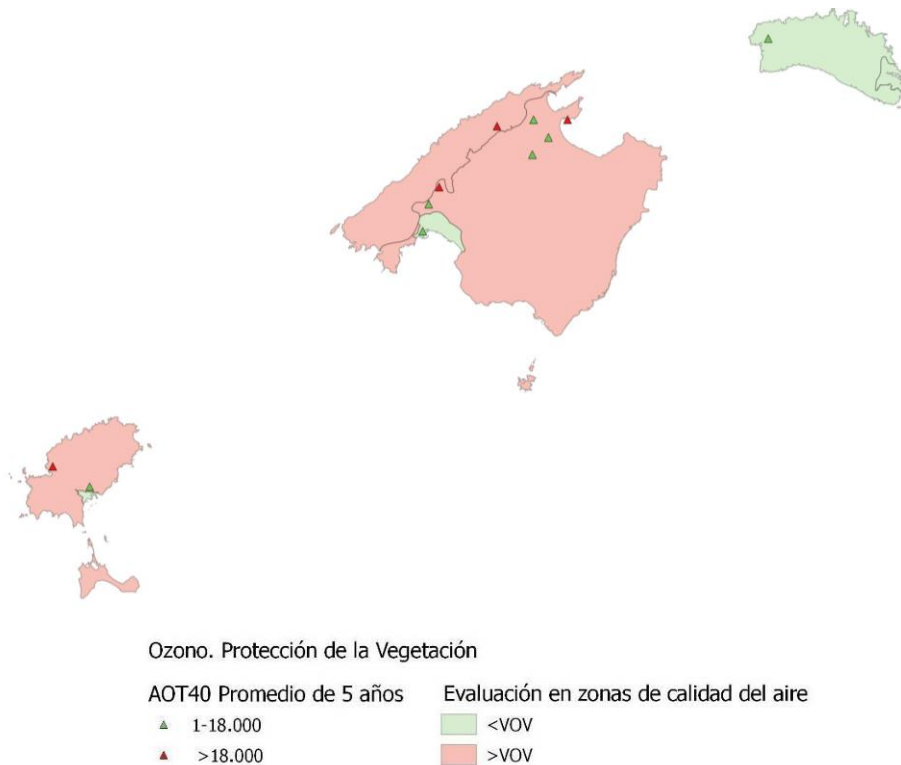 Ozono. Protección de la Vegetación
AOT40 Promedio de 5 años
1-18.000
>18.000
Evaluación en zonas de calidad del aire
<VOV
>VOV